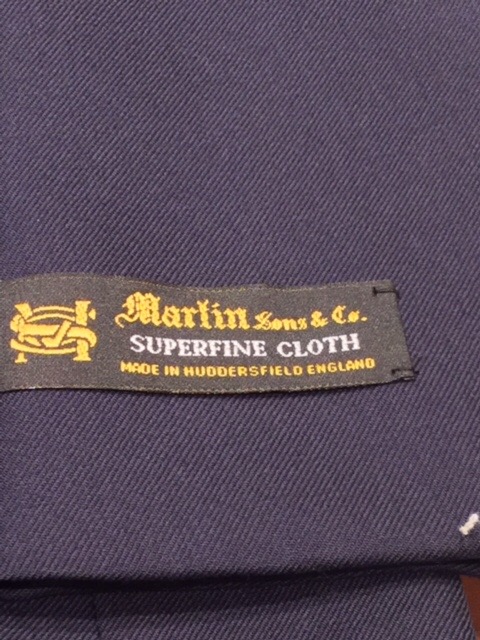 Martin Sons & Co.
SUPERFINE CLOTH
MADE IN HUDDERSFIELD ENGLAND